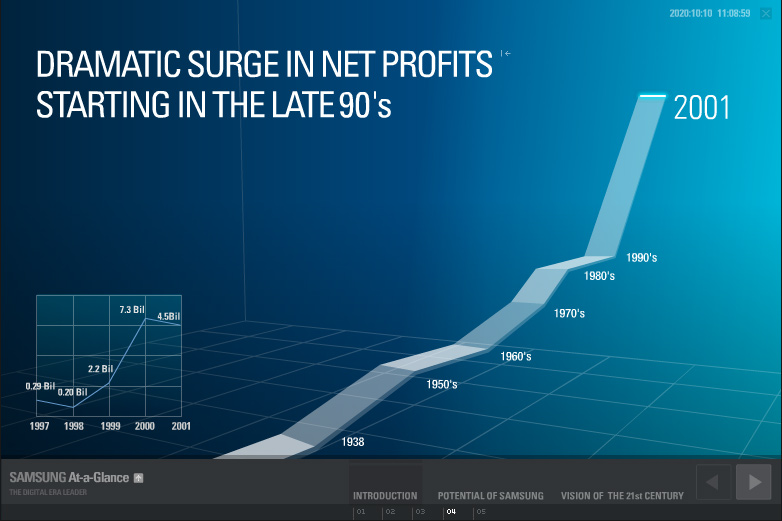 2020:10:10 11:08:59
DRAMATIC SURGE IN NET PROFITS
STARTING IN THE LATE 90's
2001
1990's
1980's
1970's
1960's
1950's
1938
7.3 Bil
4.5Bil
2.2 Bil
0.29 Bil
0.20 Bil
1997 1998 1999 2000 2001
SAMSUNG At-a-Glance
THE DIGITAL ERA LEADER
INTRODUCTION POTENTIAL OF SAMSUNG VISION OF THE 21st CENTURY
01 02 03 04 05